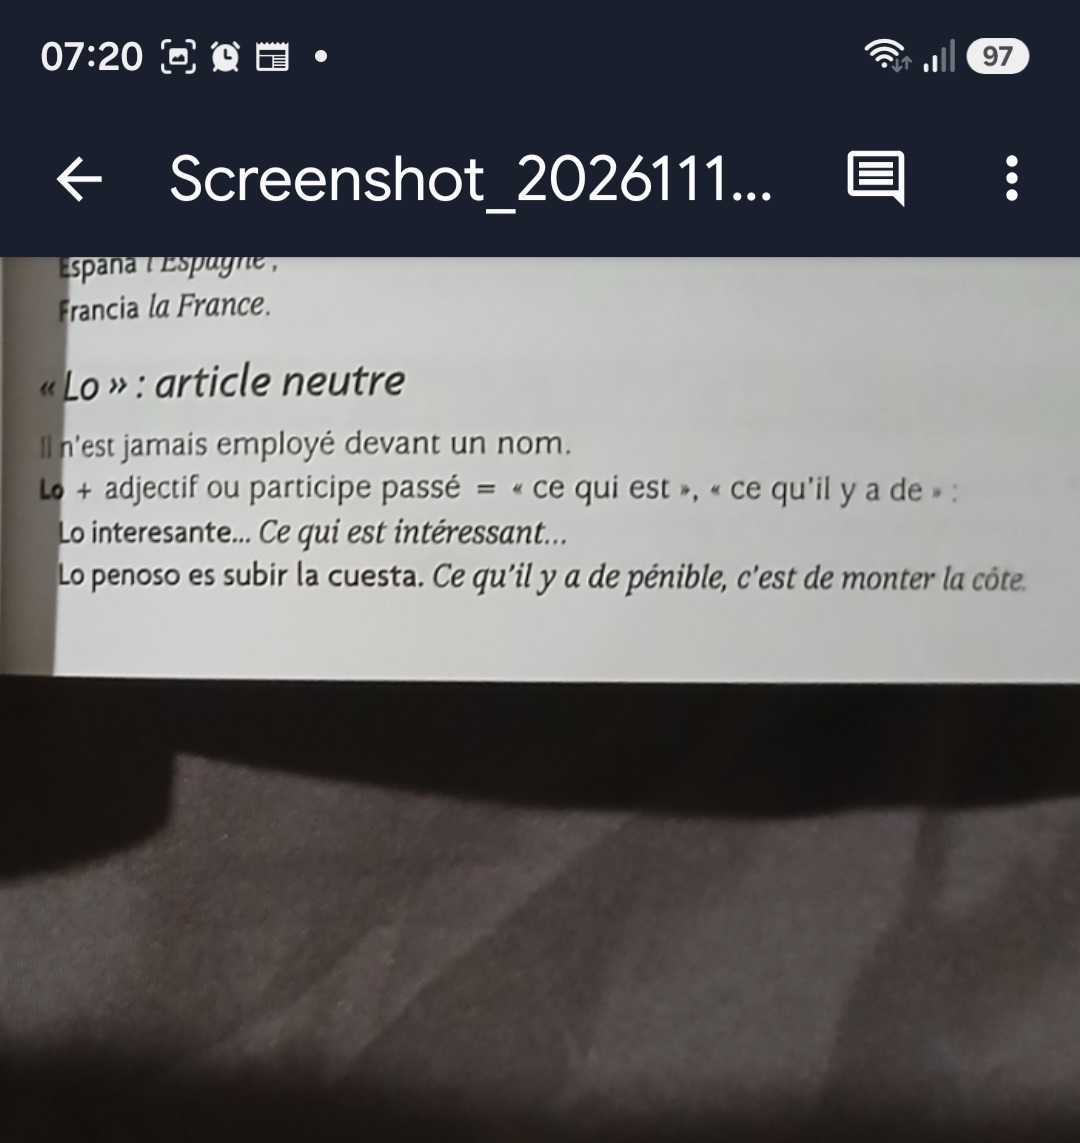 07:20
97
Screenshot_2026111...
España l'Espagne,
Francia la France.
« Lo » : article neutre
Il n'est jamais employé devant un nom.
Lo + adjectif ou participe passé = « ce qui est », « ce qu'il y a de » :
Lo interesante... Ce qui est intéressant...
Lo penoso es subir la cuesta. Ce qu'il y a de pénible, c'est de monter la côte.